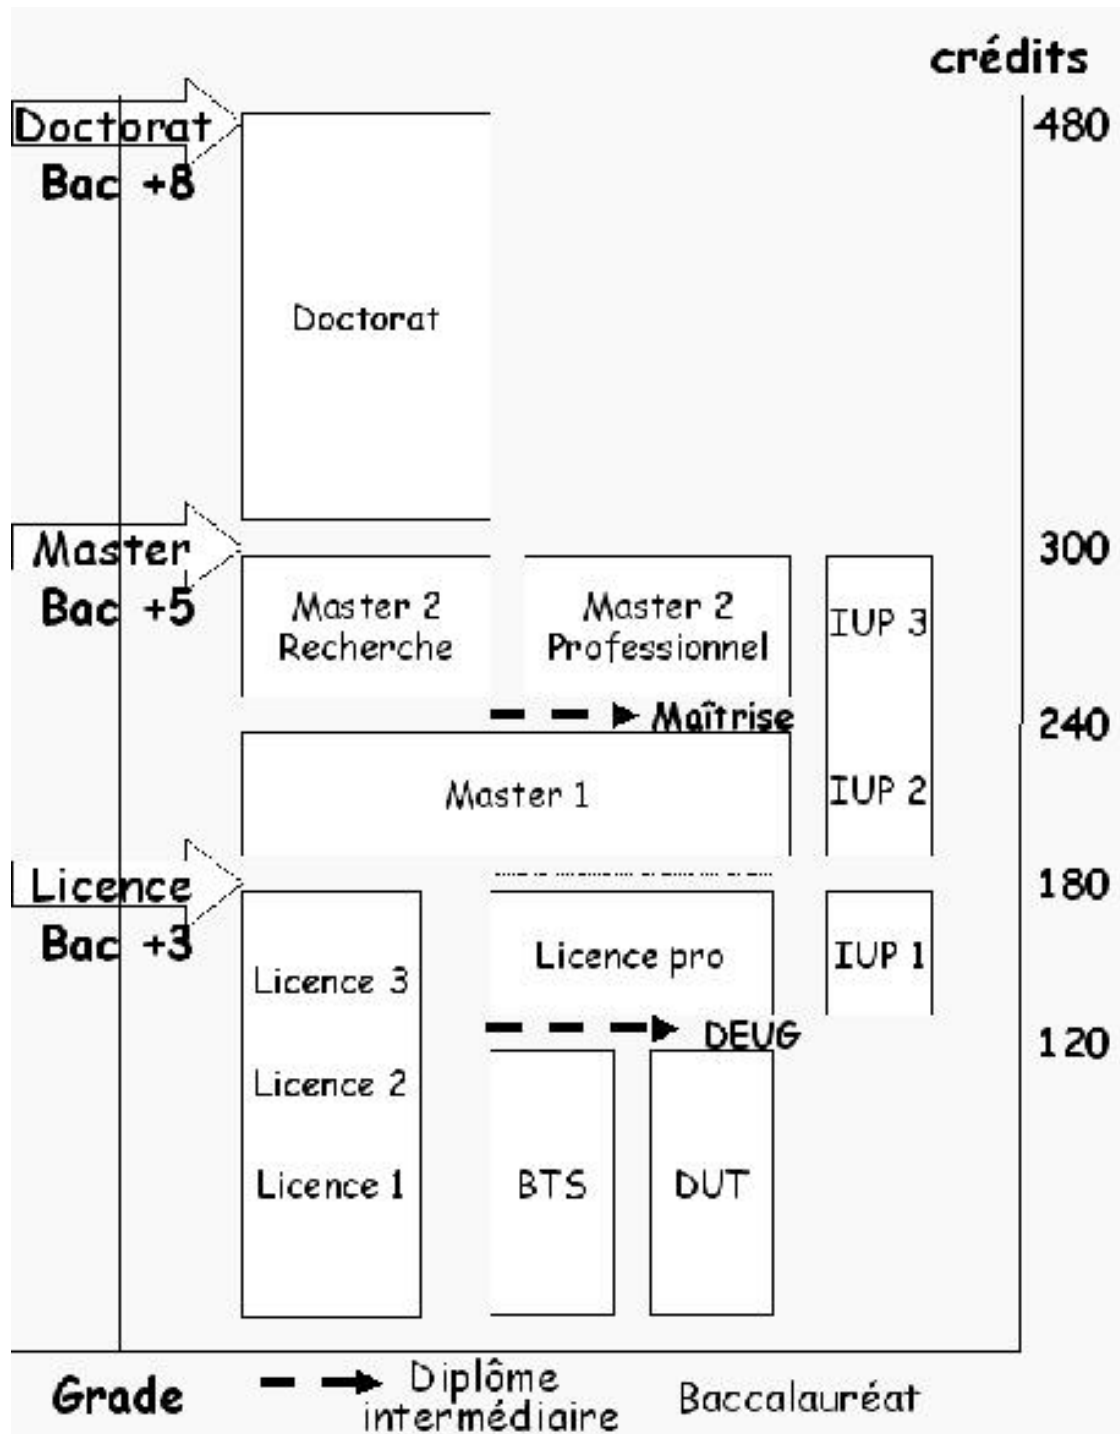 crédits
Doctorat
480
Bac +8
Doctorat
Master
300
Bac +5
Master 2
Recherche
Master 2
Professionnel
IUP 3
Maîtrise
240
Master 1
IUP 2
Licence
180
Bac +3
Licence pro
IUP 1
Licence 3
DEUG
120
Licence 2
Licence 1
BTS
DUT
Grade
Diplôme
intermédiaire
Baccalauréat